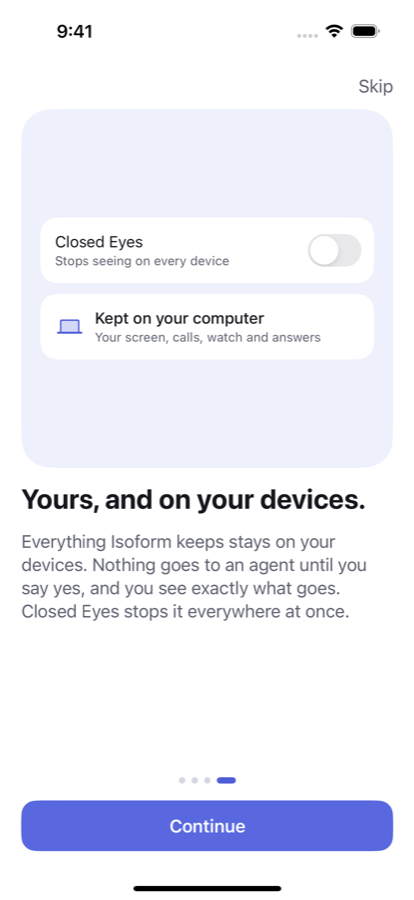 9:41
Skip
Closed Eyes
Stops seeing on every device
Kept on your computer
Your screen, calls, watch and answers
Yours, and on your devices.
Everything Isoform keeps stays on your
devices. Nothing goes to an agent until you
say yes, and you see exactly what goes.
Closed Eyes stops it everywhere at once.
Continue